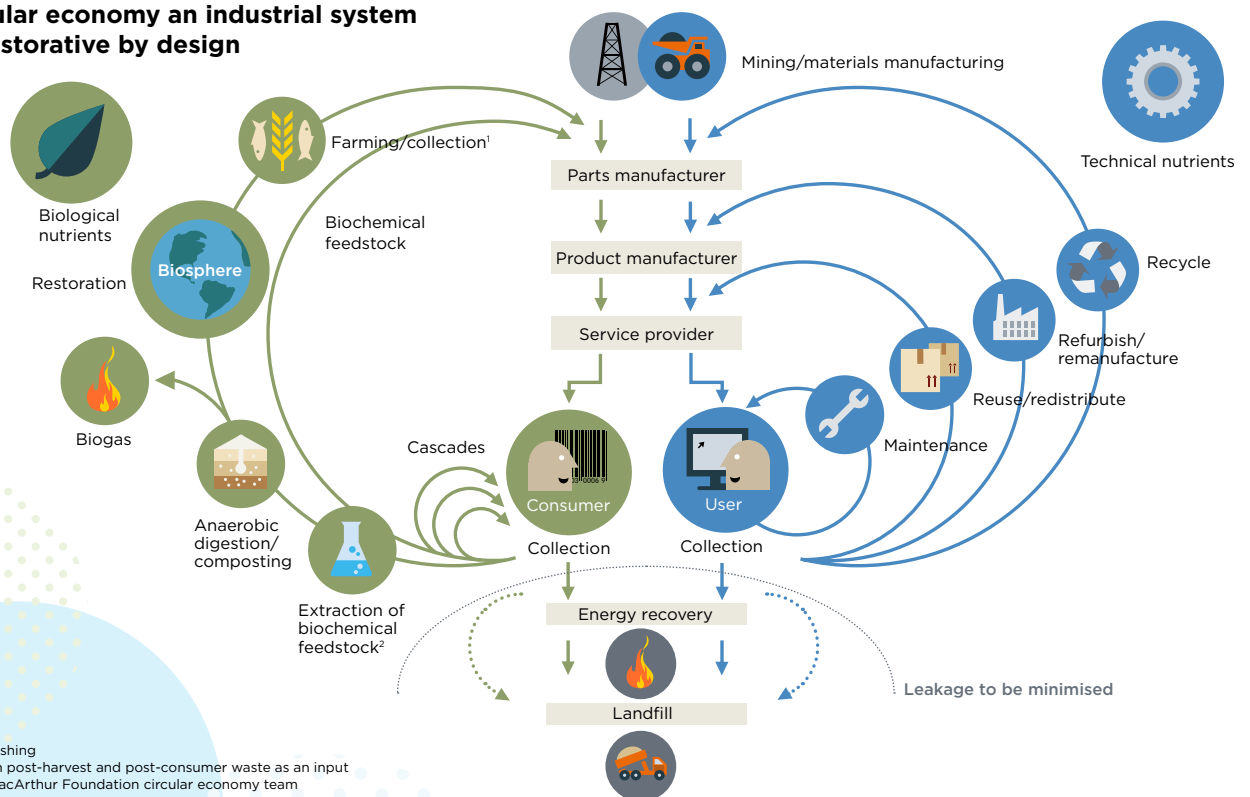 ular economy an industrial system
estorative by design
Mining/materials manufacturing
Technical nutrients
Farming/collection¹
Biological
nutrients
Biochemical
feedstock
Restoration
Biosphere
Biogas
Anaerobic
digestion/
composting
Extraction of
biochemical
feedstock²
Cascades
Parts manufacturer
Product manufacturer
Service provider
Consumer
User
Collection
Collection
Recycle
Refurbish/
remanufacture
Reuse/redistribute
Maintenance
Energy recovery
Leakage to be minimised
Landfill
shing
post-harvest and post-consumer waste as an input
acArthur Foundation circular economy team